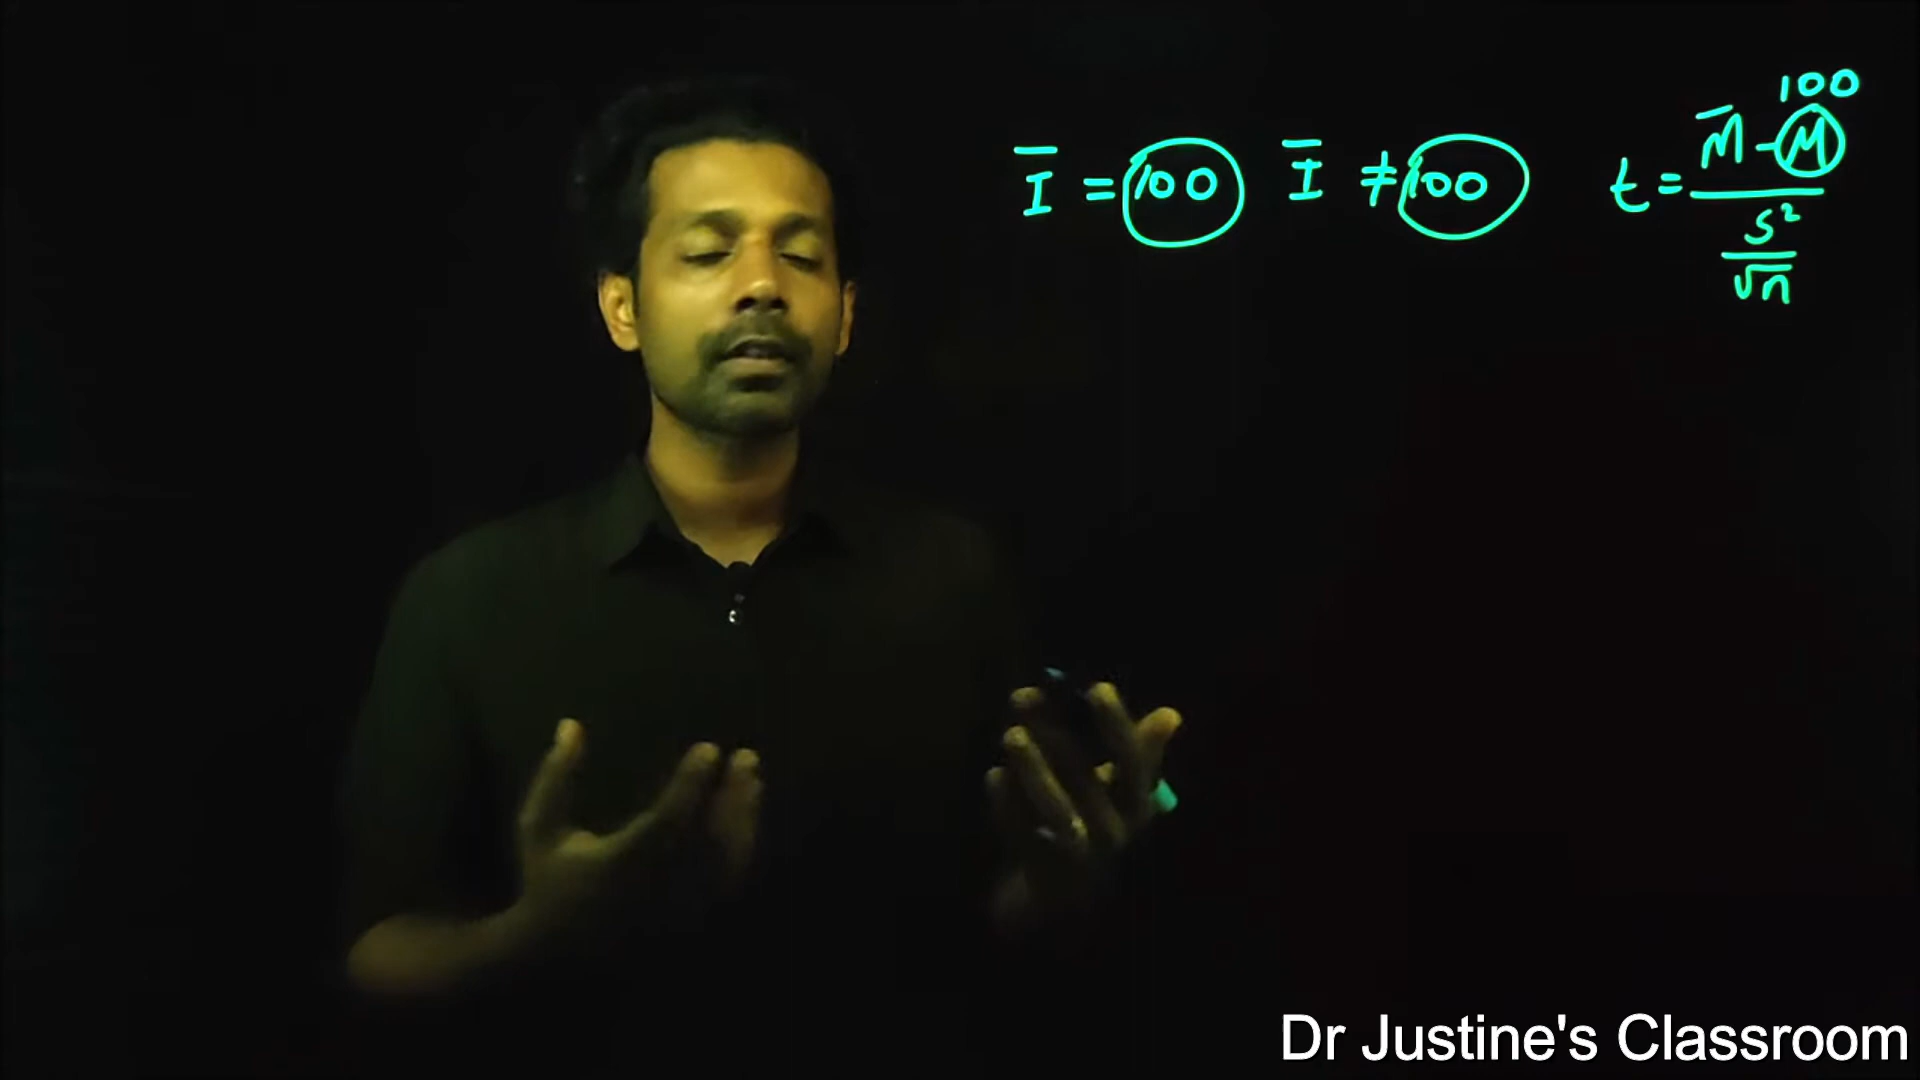 Ī = 100 Ī ≠ 100 t = (M̄ - M) / (S² / √n)
100
Dr Justine's Classroom